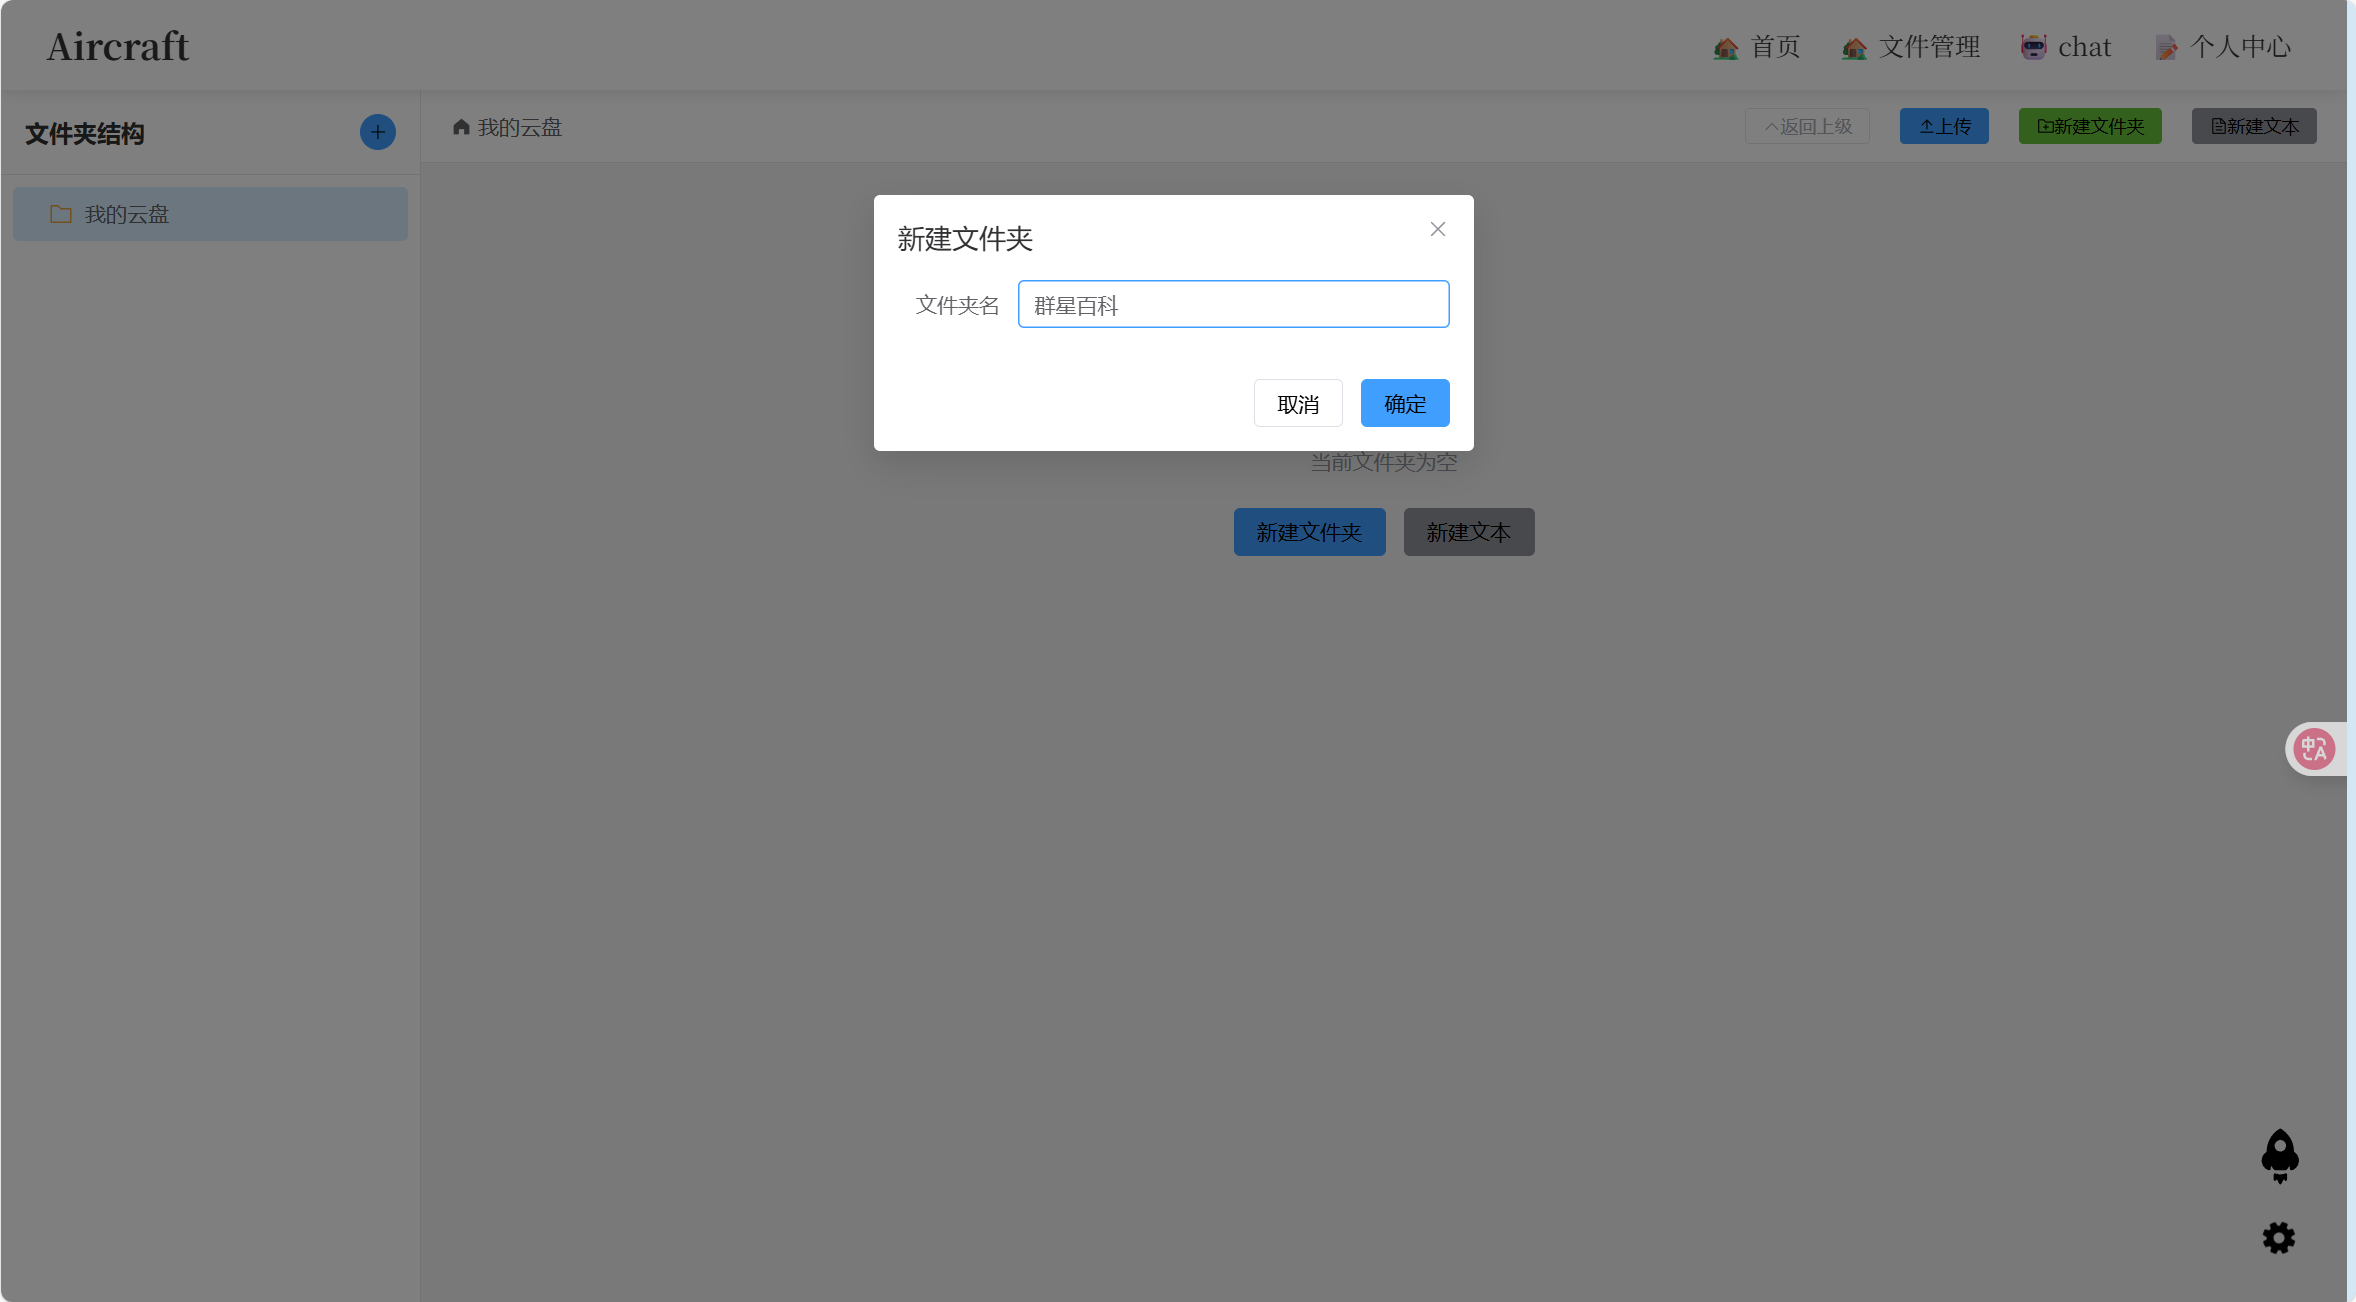 Aircraft
首页
文件管理
chat
个人中心
文件夹结构
我的云盘
我的云盘
返回上级
上传
新建文件夹
新建文本
新建文件夹
文件夹名
群星百科
取消
确定
当前文件夹为空
新建文件夹
新建文本
中A